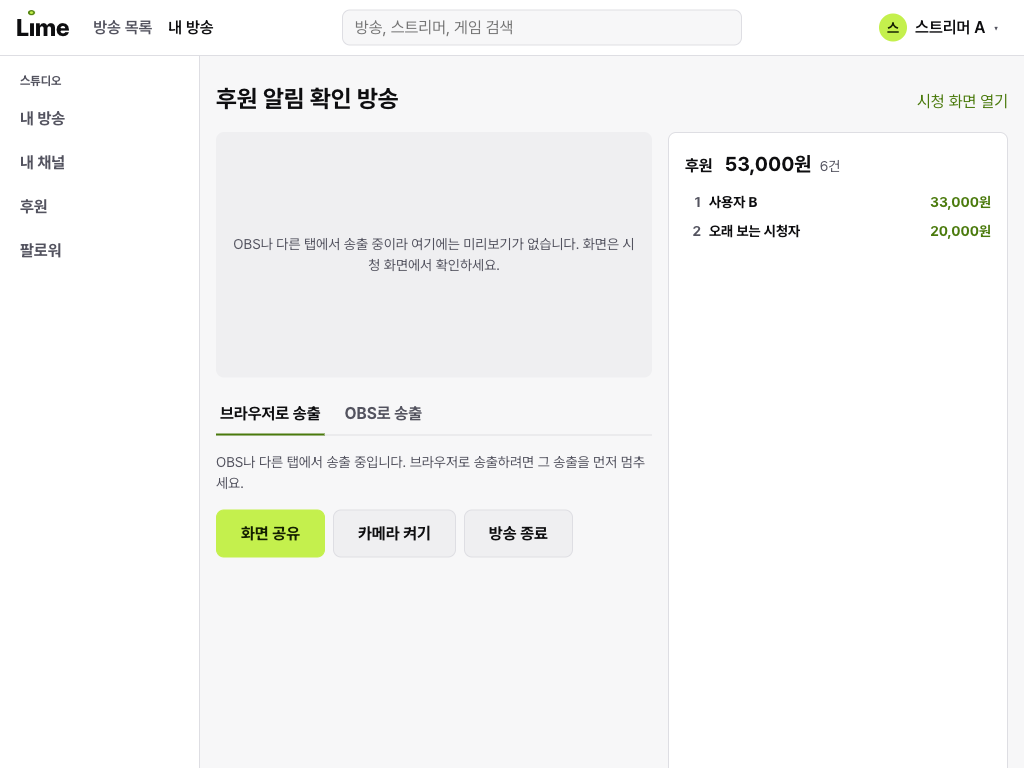 Lime
방송 목록
내 방송
방송, 스트리머, 게임 검색
스
스트리머 A
스튜디오
내 방송
내 채널
후원
팔로워
후원 알림 확인 방송
시청 화면 열기
OBS나 다른 탭에서 송출 중이라 여기에는 미리보기가 없습니다. 화면은 시
청 화면에서 확인하세요.
브라우저로 송출
OBS로 송출
OBS나 다른 탭에서 송출 중입니다. 브라우저로 송출하려면 그 송출을 먼저 멈추
세요.
화면 공유
카메라 켜기
방송 종료
후원 53,000원 6건
1 사용자 B 33,000원
2 오래 보는 시청자 20,000원